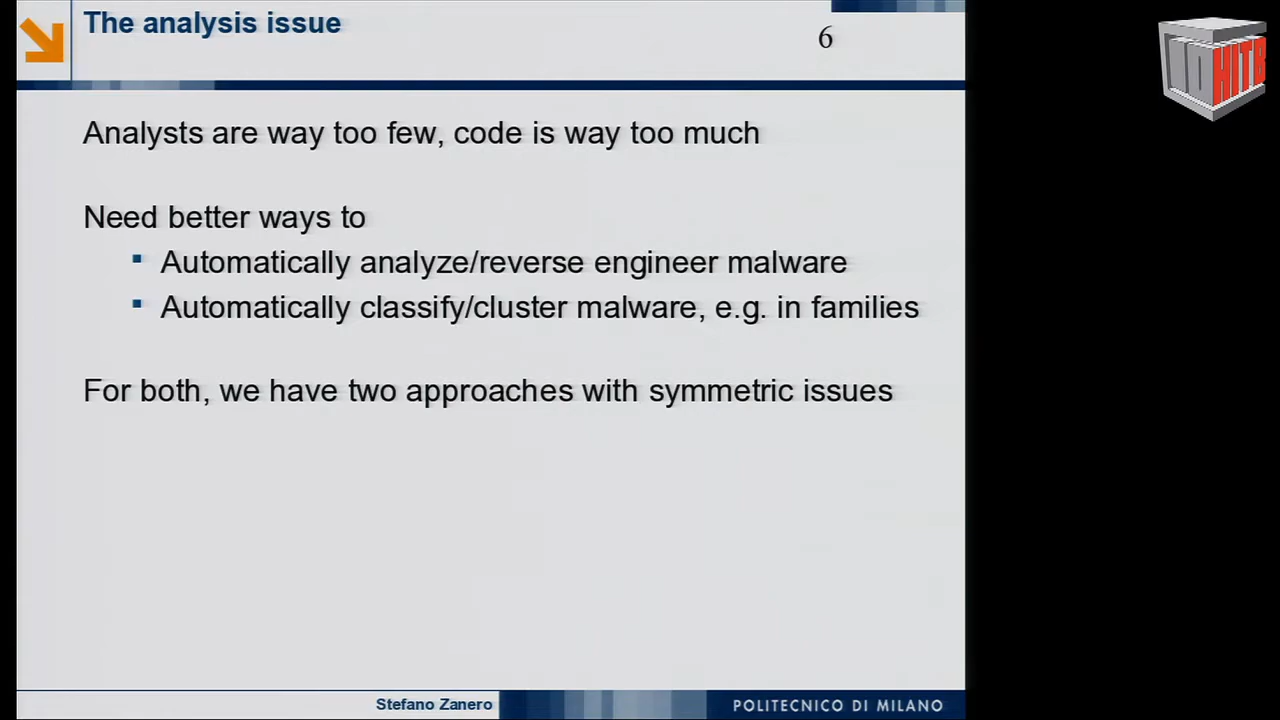 The analysis issue
6
Analysts are way too few, code is way too much
Need better ways to
Automatically analyze/reverse engineer malware
Automatically classify/cluster malware, e.g. in families
For both, we have two approaches with symmetric issues
Stefano Zanero
POLITECNICO DI MILANO
HITB